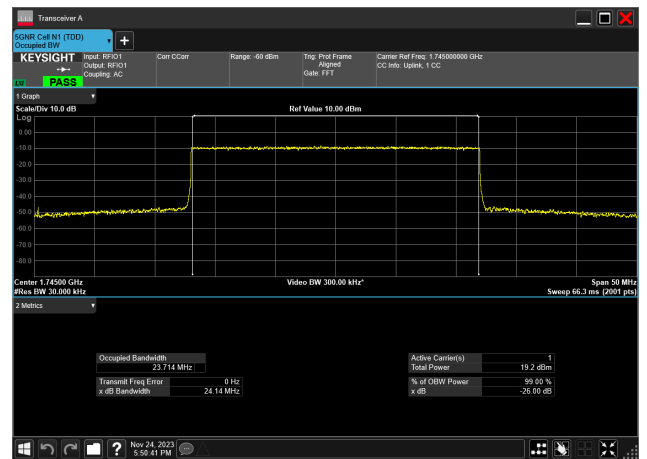 Transceiver A
5GNR Cell N1 (TDD)
Occupied BW
KEYSIGHT
LXI
PASS
Input: RFIO1
Output: RFIO1
Coupling: AC
Corr CCorr
Range: -60 dBm
Trig: Prot Frame
Aligned
Gate: FFT
Carrier Ref Freq: 1.745000000 GHz
CC Info: Uplink, 1 CC
1 Graph
Scale/Div 10.0 dB
Ref Value 10.00 dBm
Log
0.00
-10.0
-20.0
-30.0
-40.0
-50.0
-60.0
-70.0
-80.0
Center 1.74500 GHz
Video BW 300.00 kHz*
Span 50 MHz
#Res BW 30.000 kHz
Sweep 66.3 ms (2001 pts)
2 Metrics
Occupied Bandwidth
23.714 MHz
Transmit Freq Error 0 Hz
x dB Bandwidth 24.14 MHz
Active Carrier(s) 1
Total Power 19.2 dBm
% of OBW Power 99.00 %
x dB -26.00 dB
Nov 24, 2023
5:50:41 PM